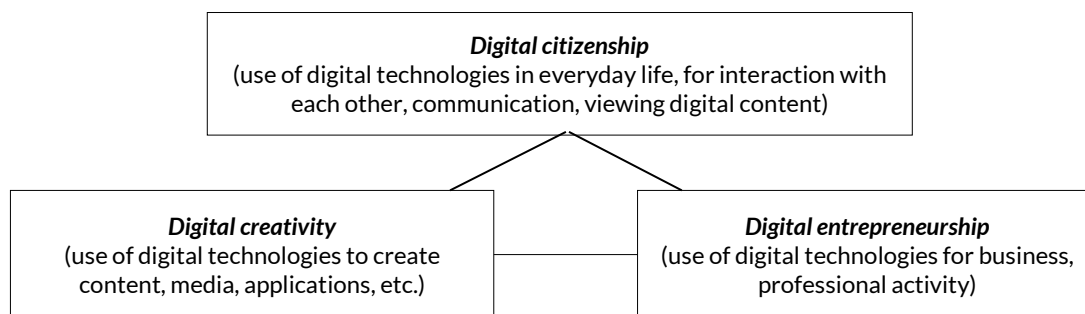 Digital citizenship
(use of digital technologies in everyday life, for interaction with
each other, communication, viewing digital content)
Digital creativity
(use of digital technologies to create
content, media, applications, etc.)
Digital entrepreneurship
(use of digital technologies for business,
professional activity)